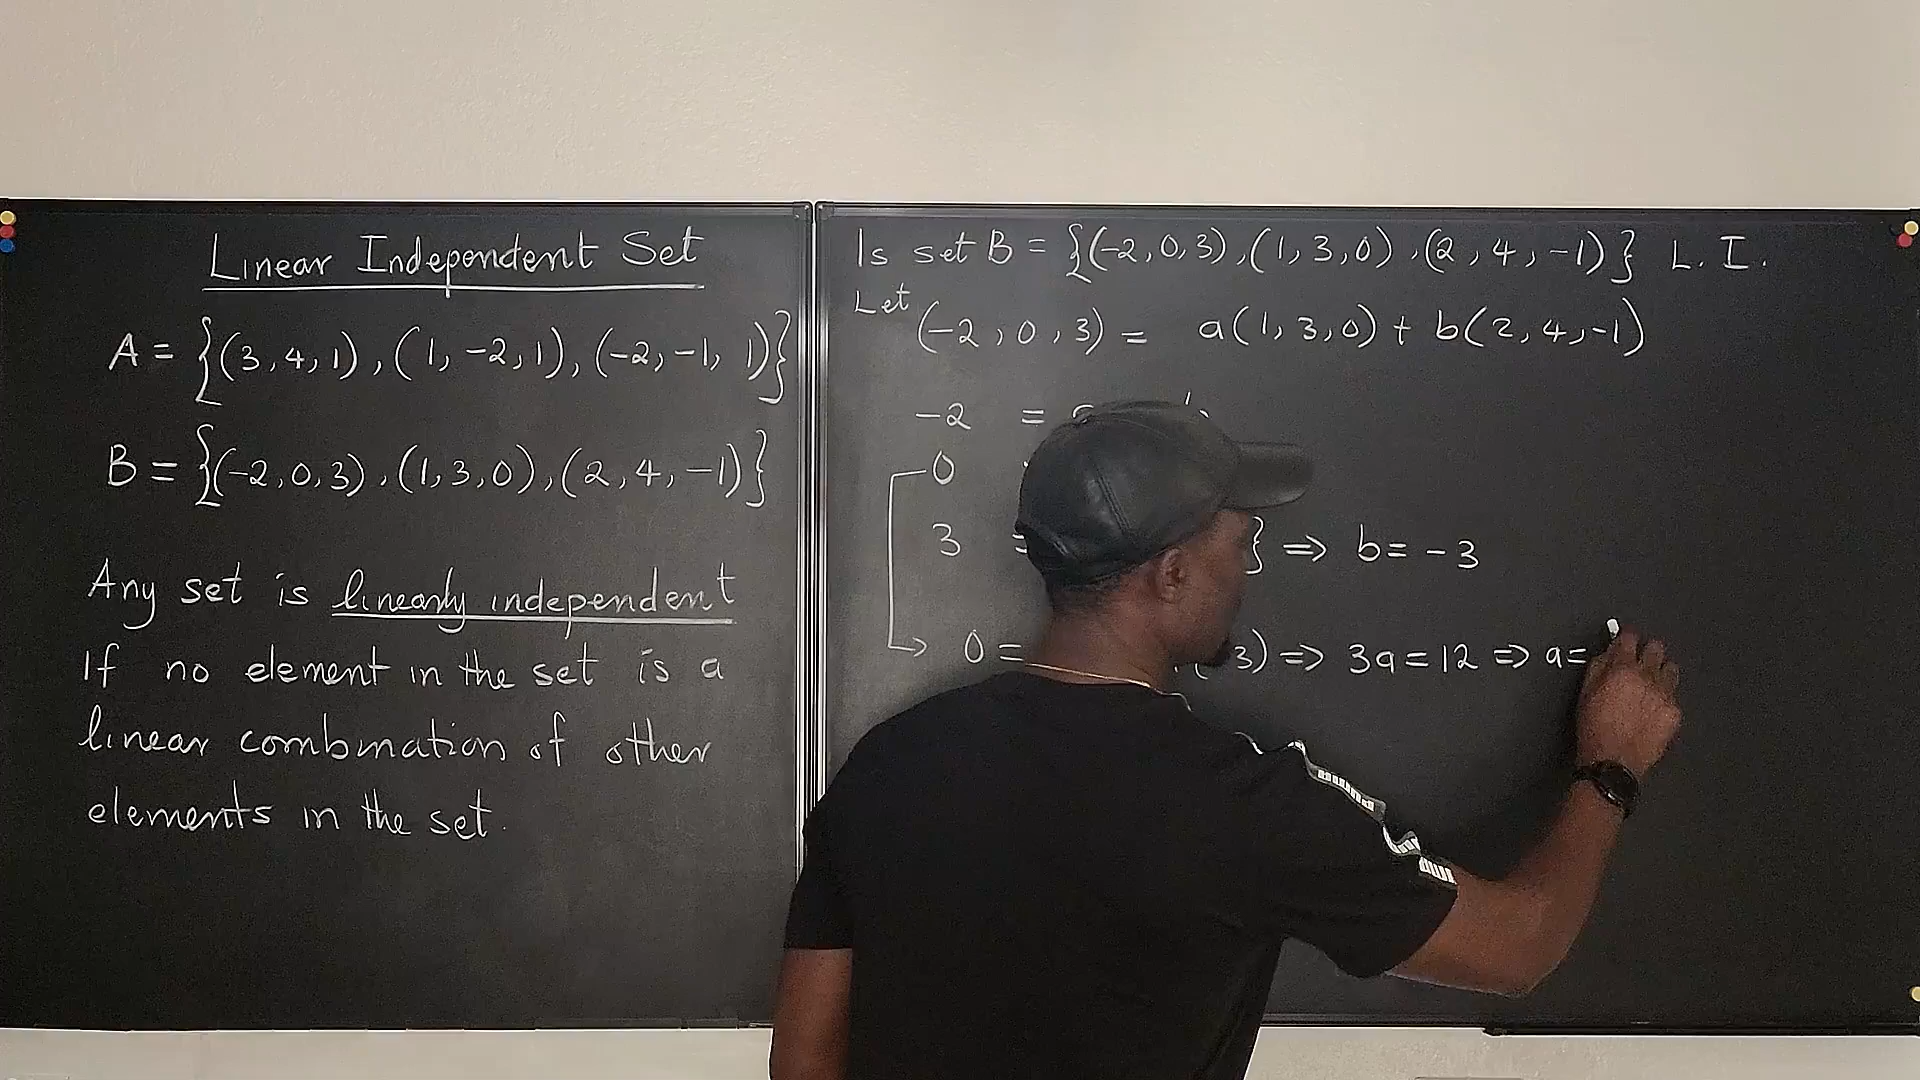 Linear Independent Set
A = {(3, 4, 1), (1, -2, 1), (-2, -1, 1)}
B = {(-2, 0, 3), (1, 3, 0), (2, 4, -1)}
Any set is linearly independent
If no element in the set is a
linear combination of other
elements in the set.
Is set B = {(-2, 0, 3), (1, 3, 0), (2, 4, -1)} L. I.
Let (-2, 0, 3) = a(1, 3, 0) + b(2, 4, -1)
-2 =
0
3 = } => b = -3
0 = 3) => 3a = 12 => a =